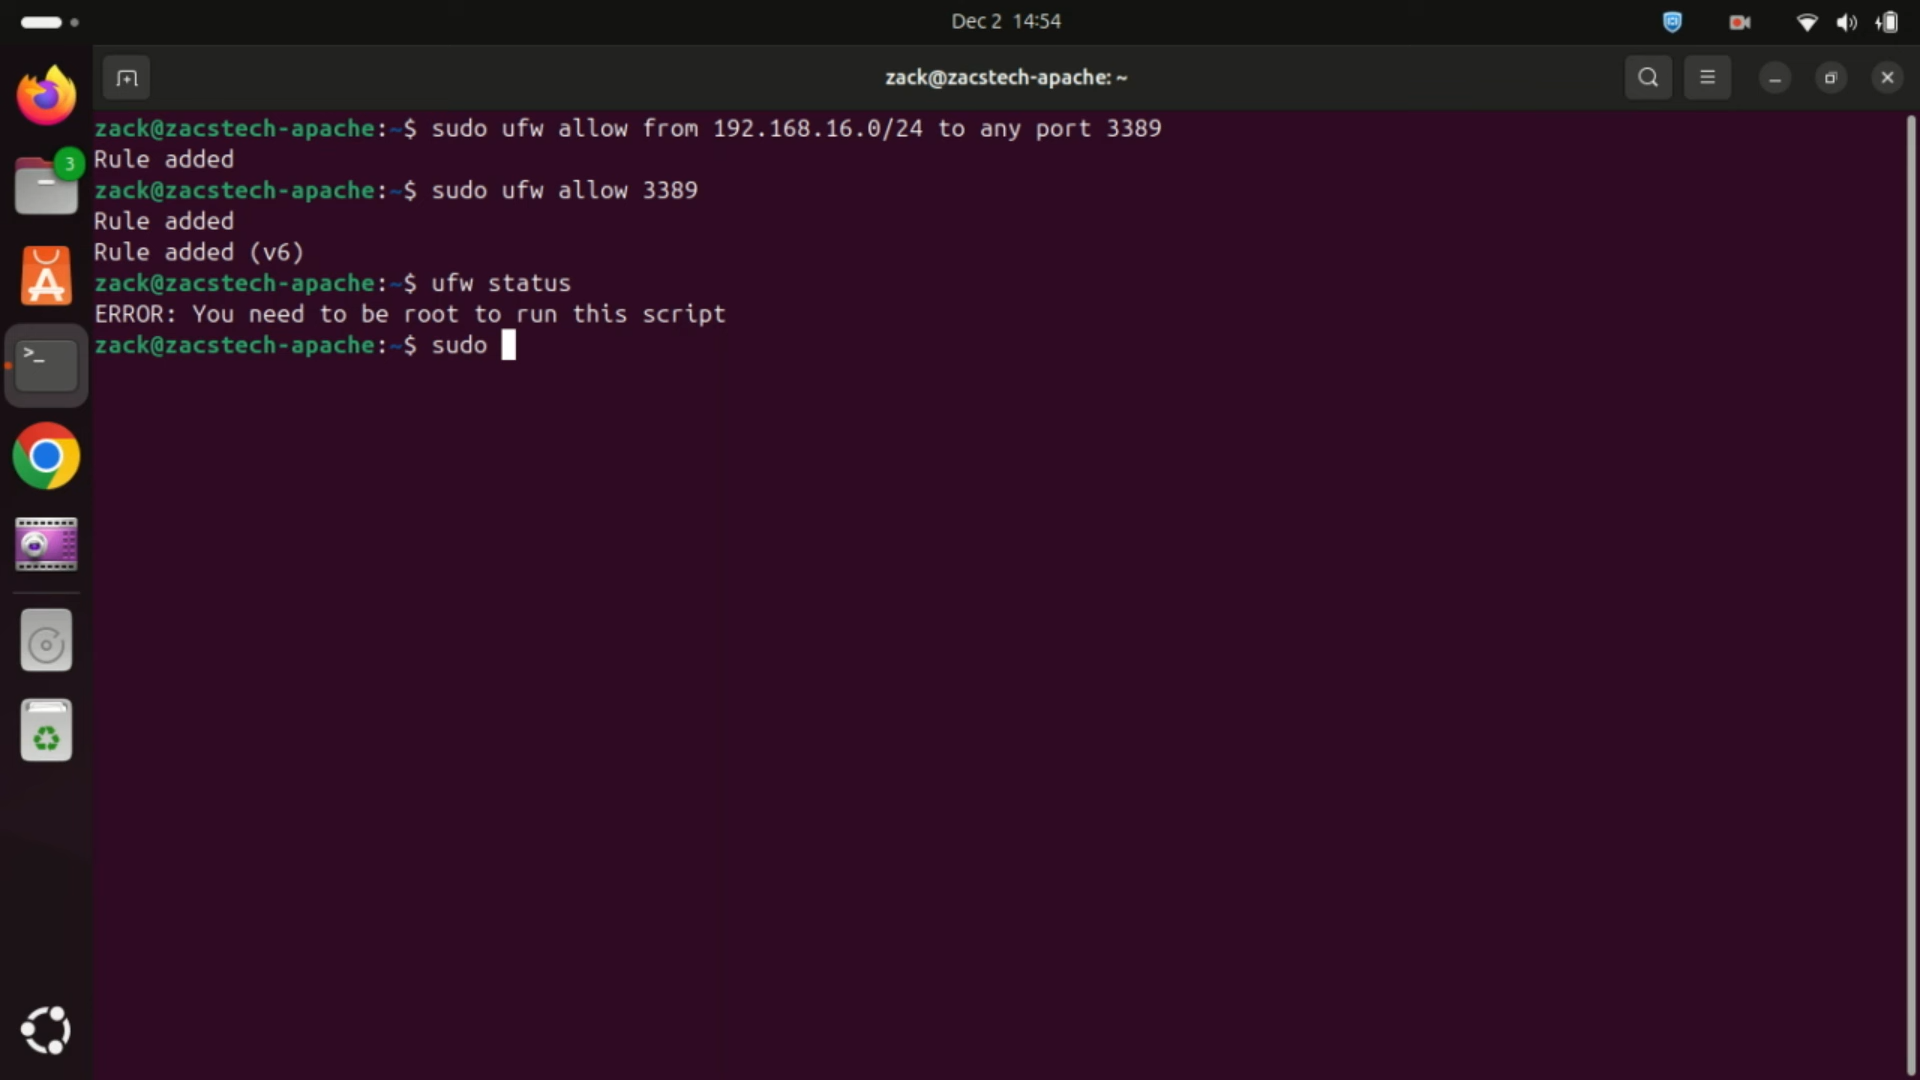 Dec 2 14:54
zack@zacstech-apache: ~
zack@zacstech-apache:~$ sudo ufw allow from 192.168.16.0/24 to any port 3389
Rule added
zack@zacstech-apache:~$ sudo ufw allow 3389
Rule added
Rule added (v6)
zack@zacstech-apache:~$ ufw status
ERROR: You need to be root to run this script
zack@zacstech-apache:~$ sudo
3
>_